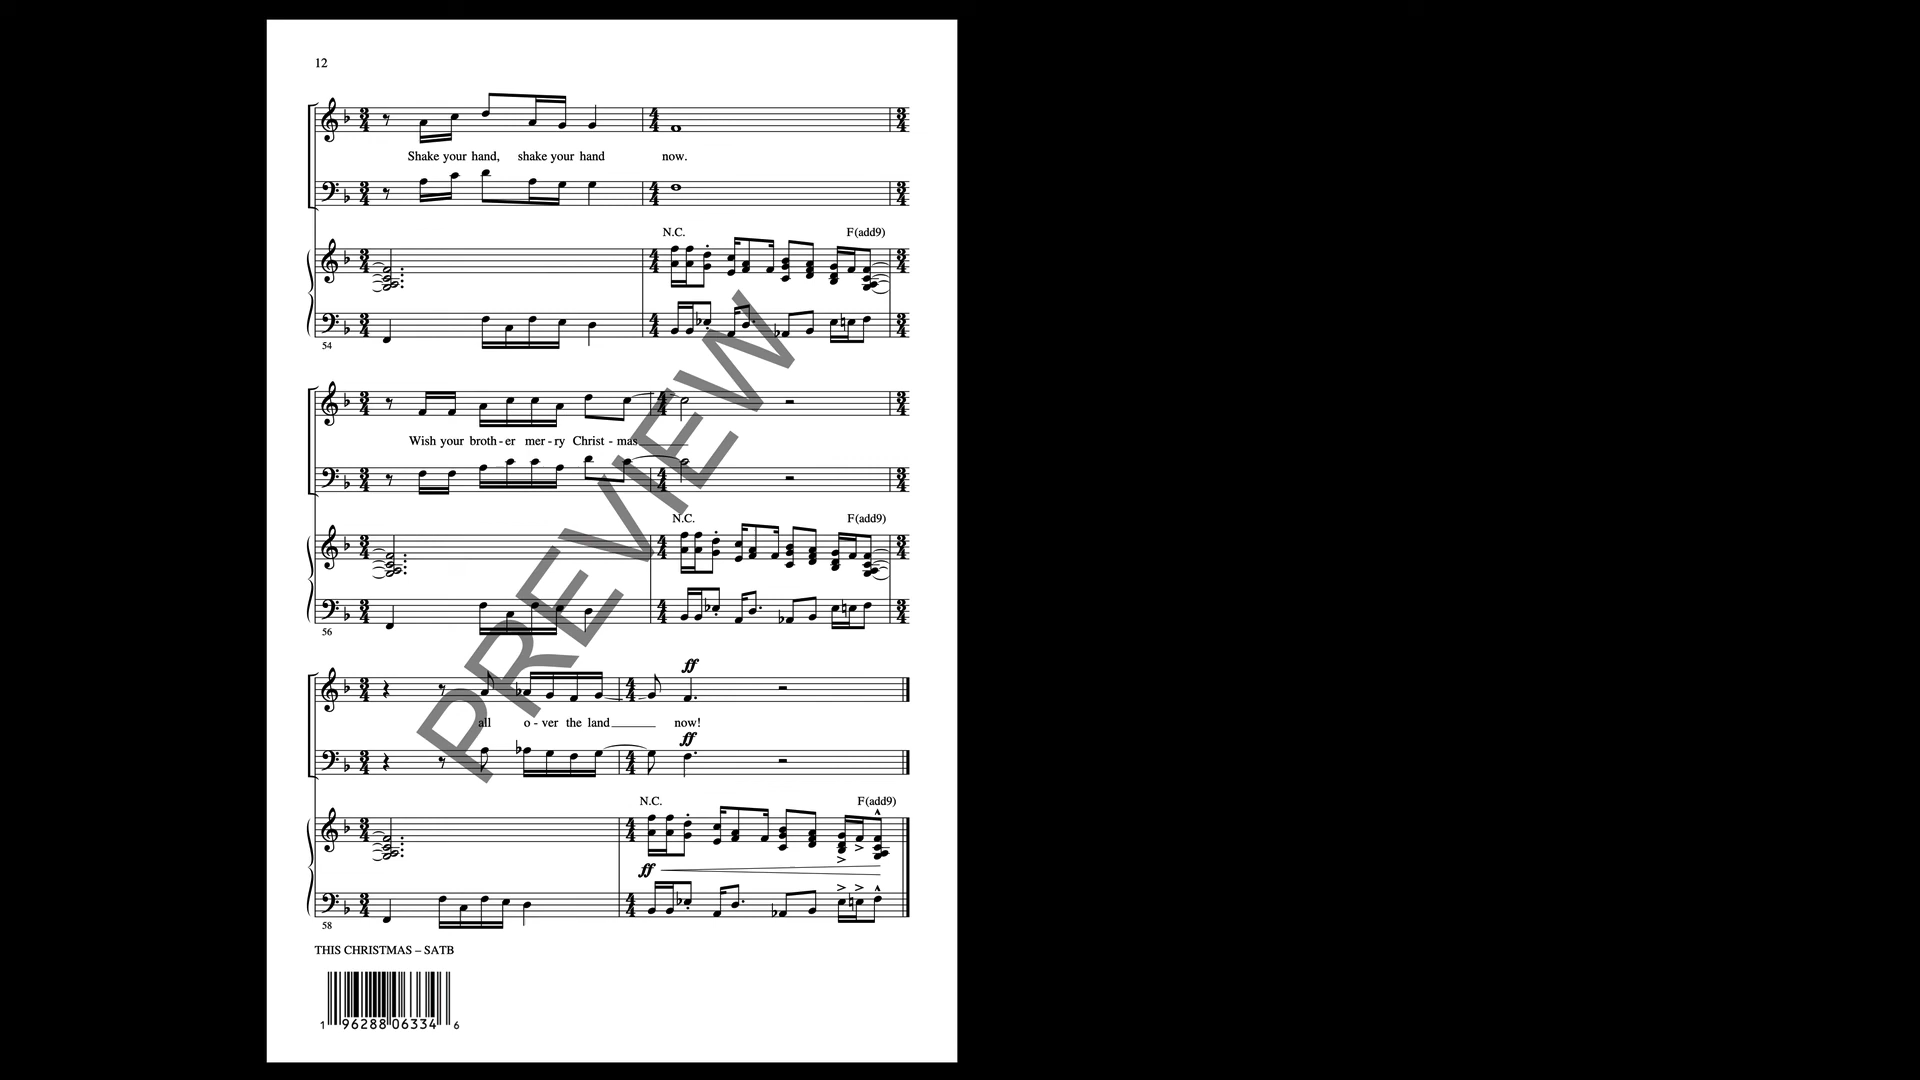 12
Shake your hand, shake your hand now.
N.C. F(add9)
54
Wish your broth - er mer - ry Christ - mas
N.C. F(add9)
56
ff
all o - ver the land now!
ff
N.C. F(add9)
ff
58
THIS CHRISTMAS – SATB
1 96288 06334 6
PREVIEW